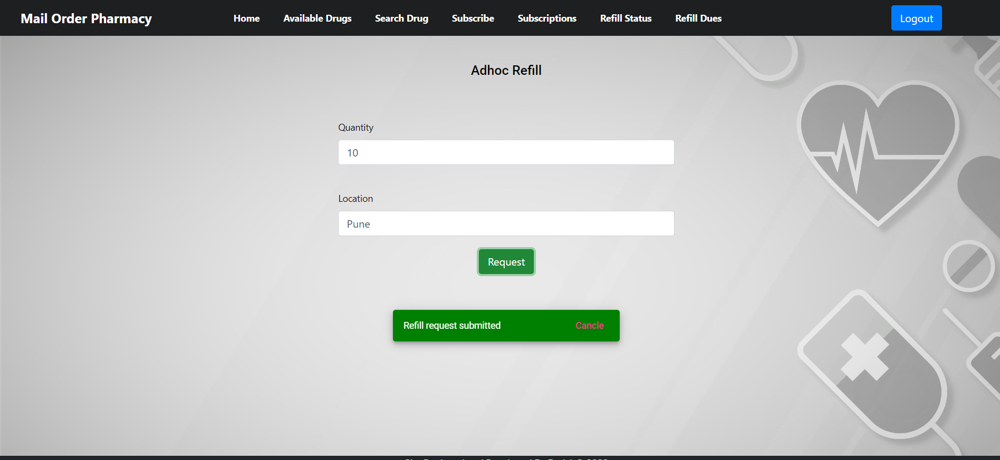 Mail Order Pharmacy Home Available Drugs Search Drug Subscribe Subscriptions Refill Status Refill Dues Logout
Adhoc Refill
Quantity
10
Location
Pune
Request
Refill request submitted Cancle